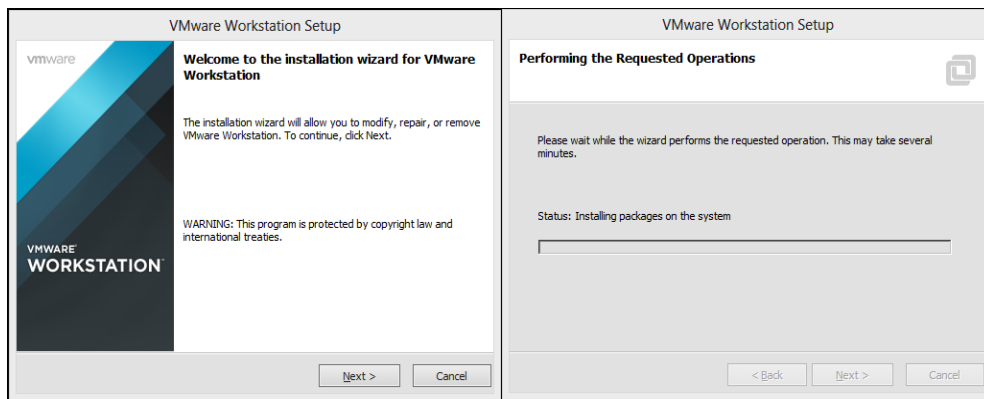 VMware Workstation Setup
vmware
Welcome to the installation wizard for VMware
Workstation
The installation wizard will allow you to modify, repair, or remove
VMware Workstation. To continue, click Next.
WARNING: This program is protected by copyright law and
international treaties.
VMWARE
WORKSTATION
Next >
Cancel
VMware Workstation Setup
Performing the Requested Operations
Please wait while the wizard performs the requested operation. This may take several
minutes.
Status: Installing packages on the system
< Back
Next >
Cancel